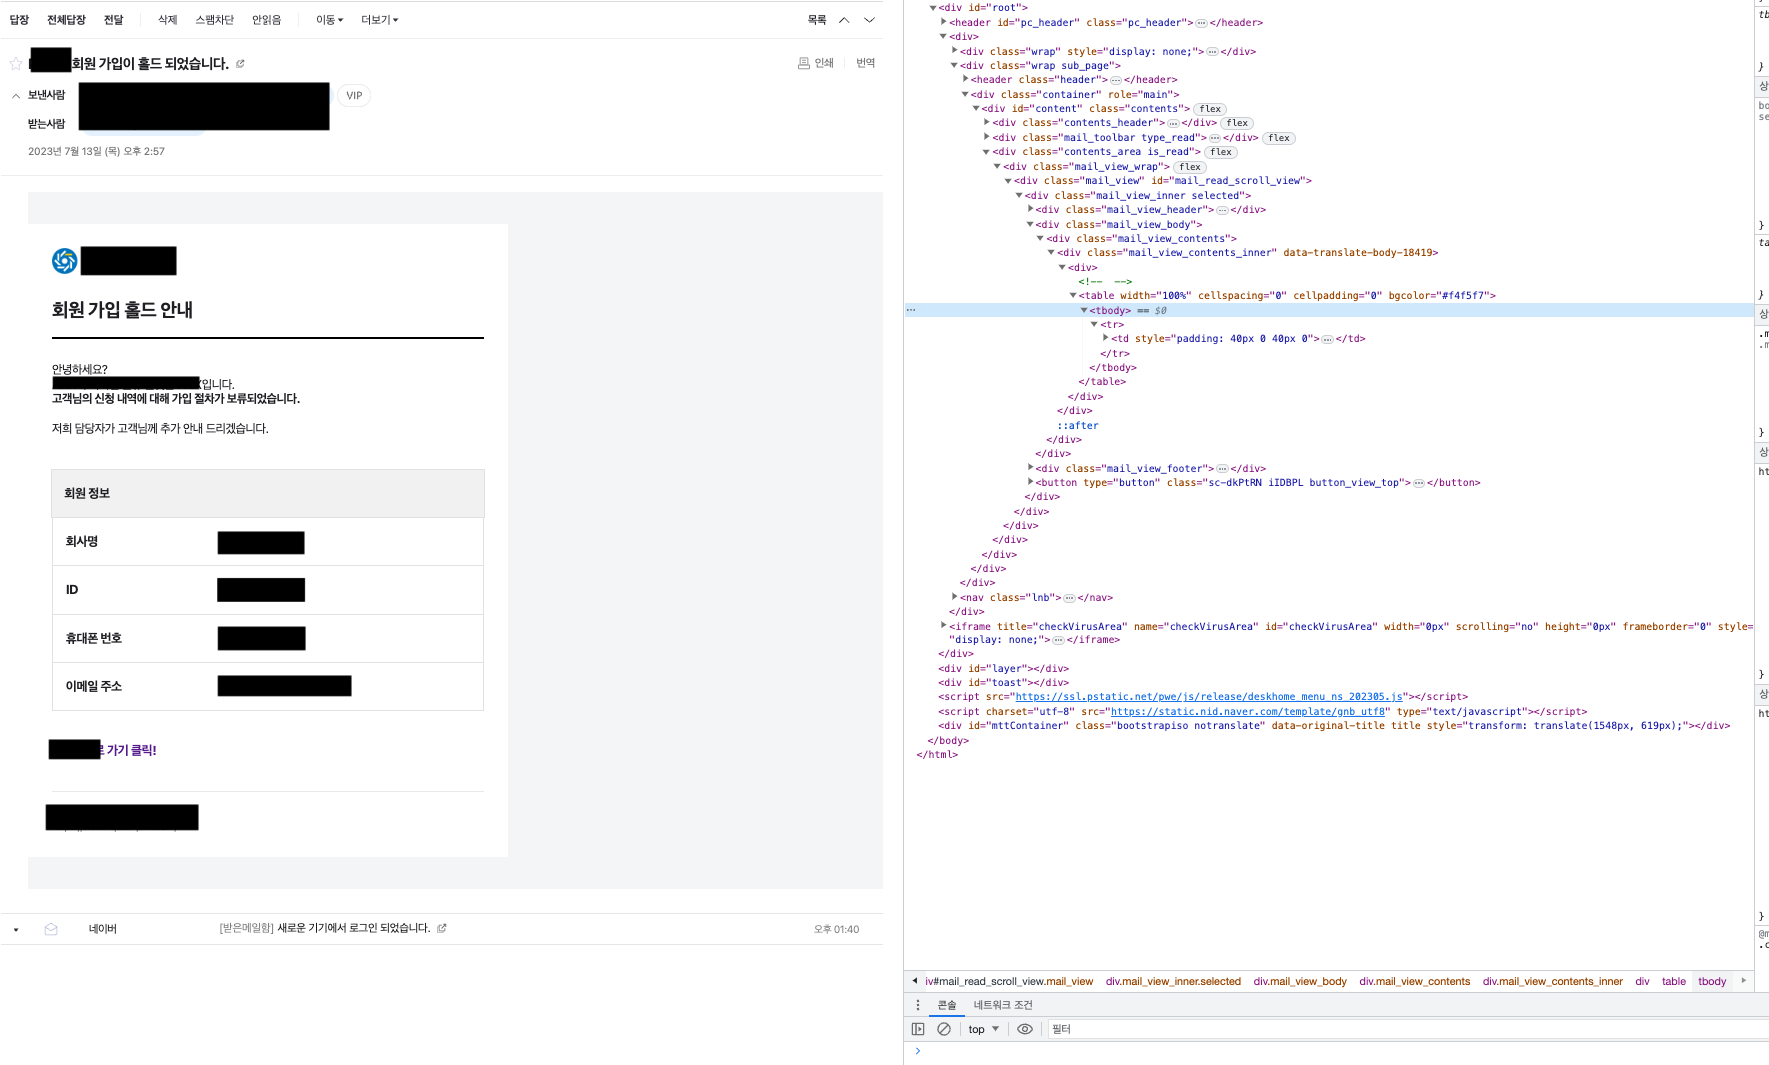 답장 전체답장 전달 삭제 스팸차단 안읽음 이동 더보기 목록
회원 가입이 홀드 되었습니다. 인쇄 번역
보낸사람 VIP
받는사람
2023년 7월 13일 (목) 오후 2:57
회원 가입 홀드 안내
안녕하세요?
입니다.
고객님의 신청 내역에 대해 가입 절차가 보류되었습니다.
저희 담당자가 고객님께 추가 안내 드리겠습니다.
회원 정보
회사명
ID
휴대폰 번호
이메일 주소
가기 클릭!
네이버 [받은메일함] 새로운 기기에서 로그인 되었습니다. 오후 01:40
<div id="root">
<header id="pc_header" class="pc_header">…</header>
<div>
<div class="wrap" style="display: none;">…</div>
<div class="wrap sub_page">
<header class="header">…</header>
<div class="container" role="main">
<div id="content" class="contents"> flex
<div class="contents_header">…</div> flex
<div class="mail_toolbar type_read">…</div> flex
<div class="contents_area is_read"> flex
<div class="mail_view_wrap"> flex
<div class="mail_view" id="mail_read_scroll_view">
<div class="mail_view_inner selected">
<div class="mail_view_header">…</div>
<div class="mail_view_body">
<div class="mail_view_contents">
<div class="mail_view_contents_inner" data-translate-body-18419>
<div>
<!-- -->
<table width="100%" cellspacing="0" cellpadding="0" bgcolor="#f4f5f7">
… <tbody> == $0
<tr>
<td style="padding: 40px 0 40px 0">…</td>
</tr>
</tbody>
</table>
</div>
</div>
::after
</div>
</div>
<div class="mail_view_footer">…</div>
<button type="button" class="sc-dkPtRN iIDBPL button_view_top">…</button>
</div>
</div>
</div>
</div>
</div>
</div>
</div>
<nav class="lnb">…</nav>
</div>
<iframe title="checkVirusArea" name="checkVirusArea" id="checkVirusArea" width="0px" scrolling="no" height="0px" frameborder="0" style=
"display: none;">…</iframe>
</div>
<div id="layer"></div>
<div id="toast"></div>
<script src="https://ssl.pstatic.net/pwe/js/release/deskhome_menu_ns_202305.js"></script>
<script charset="utf-8" src="https://static.nid.naver.com/template/gnb_utf8" type="text/javascript"></script>
<div id="mttContainer" class="bootstrapiso notranslate" data-original-title title style="transform: translate(1548px, 619px);"></div>
</body>
</html>
iv#mail_read_scroll_view.mail_view div.mail_view_inner.selected div.mail_view_body div.mail_view_contents div.mail_view_contents_inner div table tbody
콘솔 네트워크 조건
top 필터